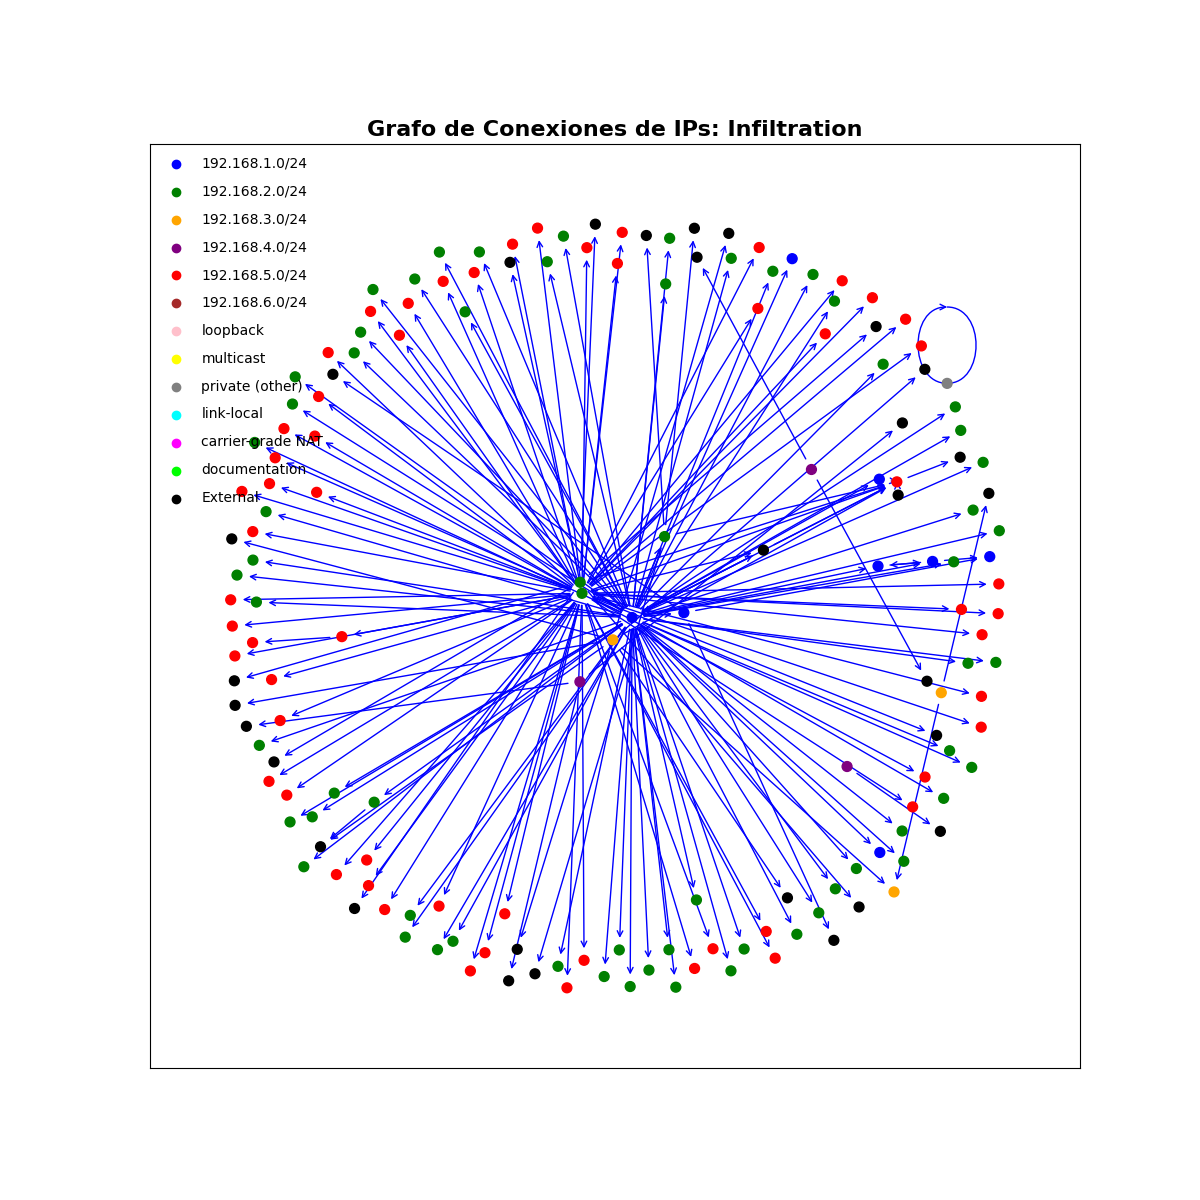 Grafo de Conexiones de IPs: Infiltration
192.168.1.0/24
192.168.2.0/24
192.168.3.0/24
192.168.4.0/24
192.168.5.0/24
192.168.6.0/24
loopback
multicast
private (other)
link-local
carrier-grade NAT
documentation
External